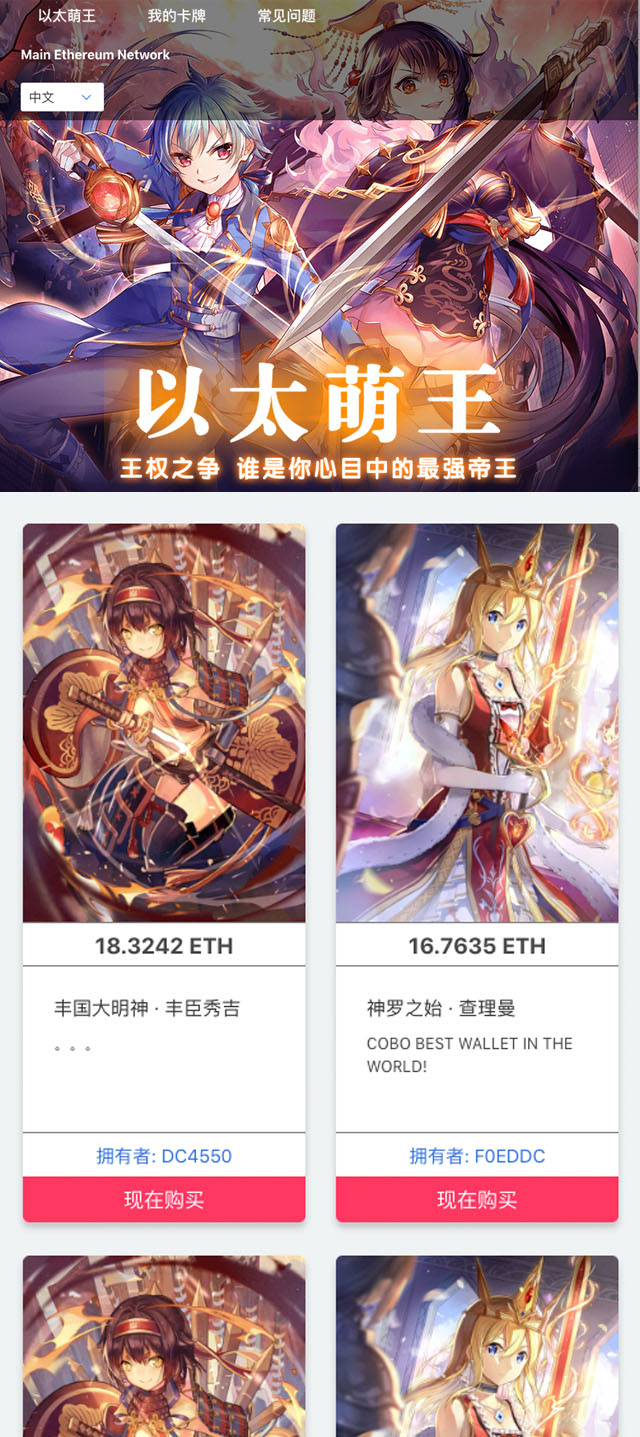 以太萌王 我的卡牌 常见问题
Main Ethereum Network
中文
以太萌王
王权之争 谁是你心目中的最强帝王
18.3242 ETH
丰国大明神 · 丰臣秀吉
。。。
拥有者: DC4550
现在购买
16.7635 ETH
神罗之始 · 查理曼
COBO BEST WALLET IN THE
WORLD!
拥有者: F0EDDC
现在购买